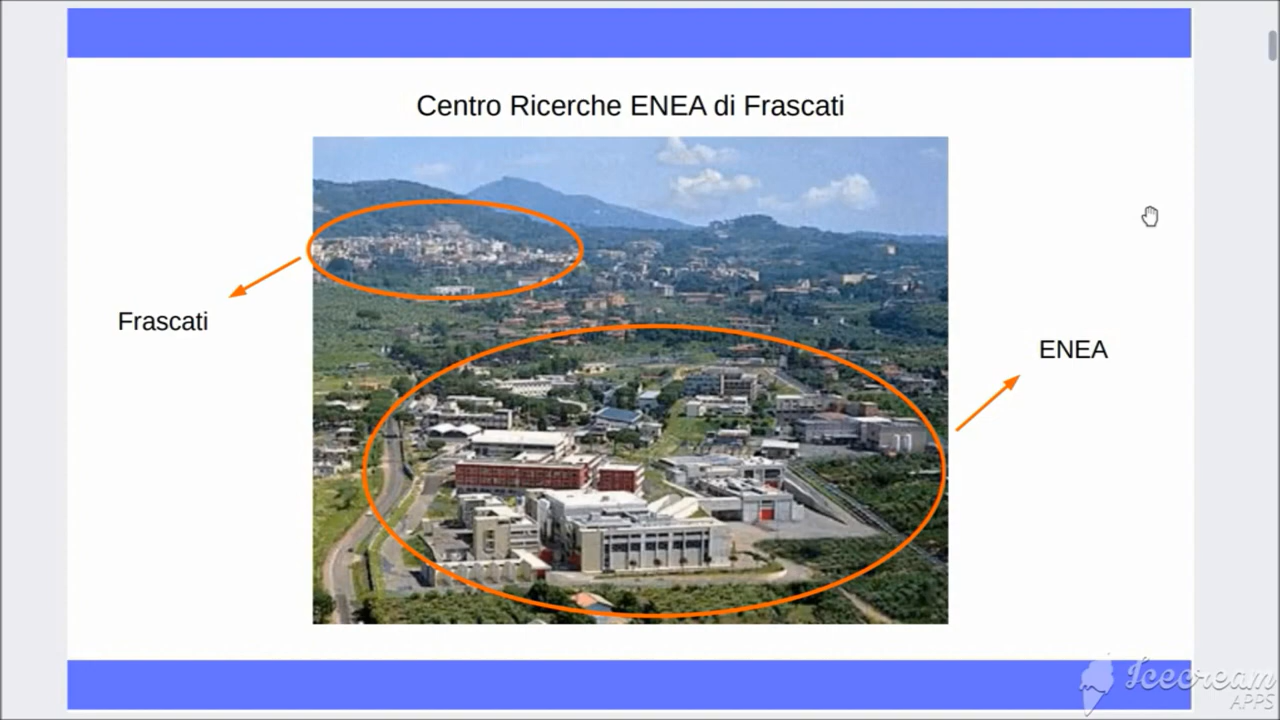 Centro Ricerche ENEA di Frascati
Frascati
ENEA
Icecream
APPS